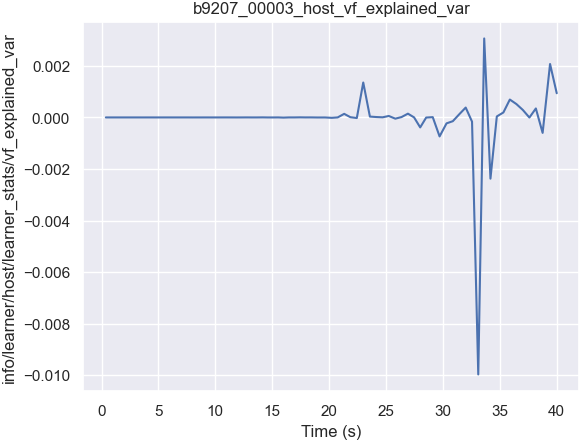 b9207_00003_host_vf_explained_var
info/learner/host/learner_stats/vf_explained_var
0.002
0.000
−0.002
−0.004
−0.006
−0.008
−0.010
0 5 10 15 20 25 30 35 40
Time (s)